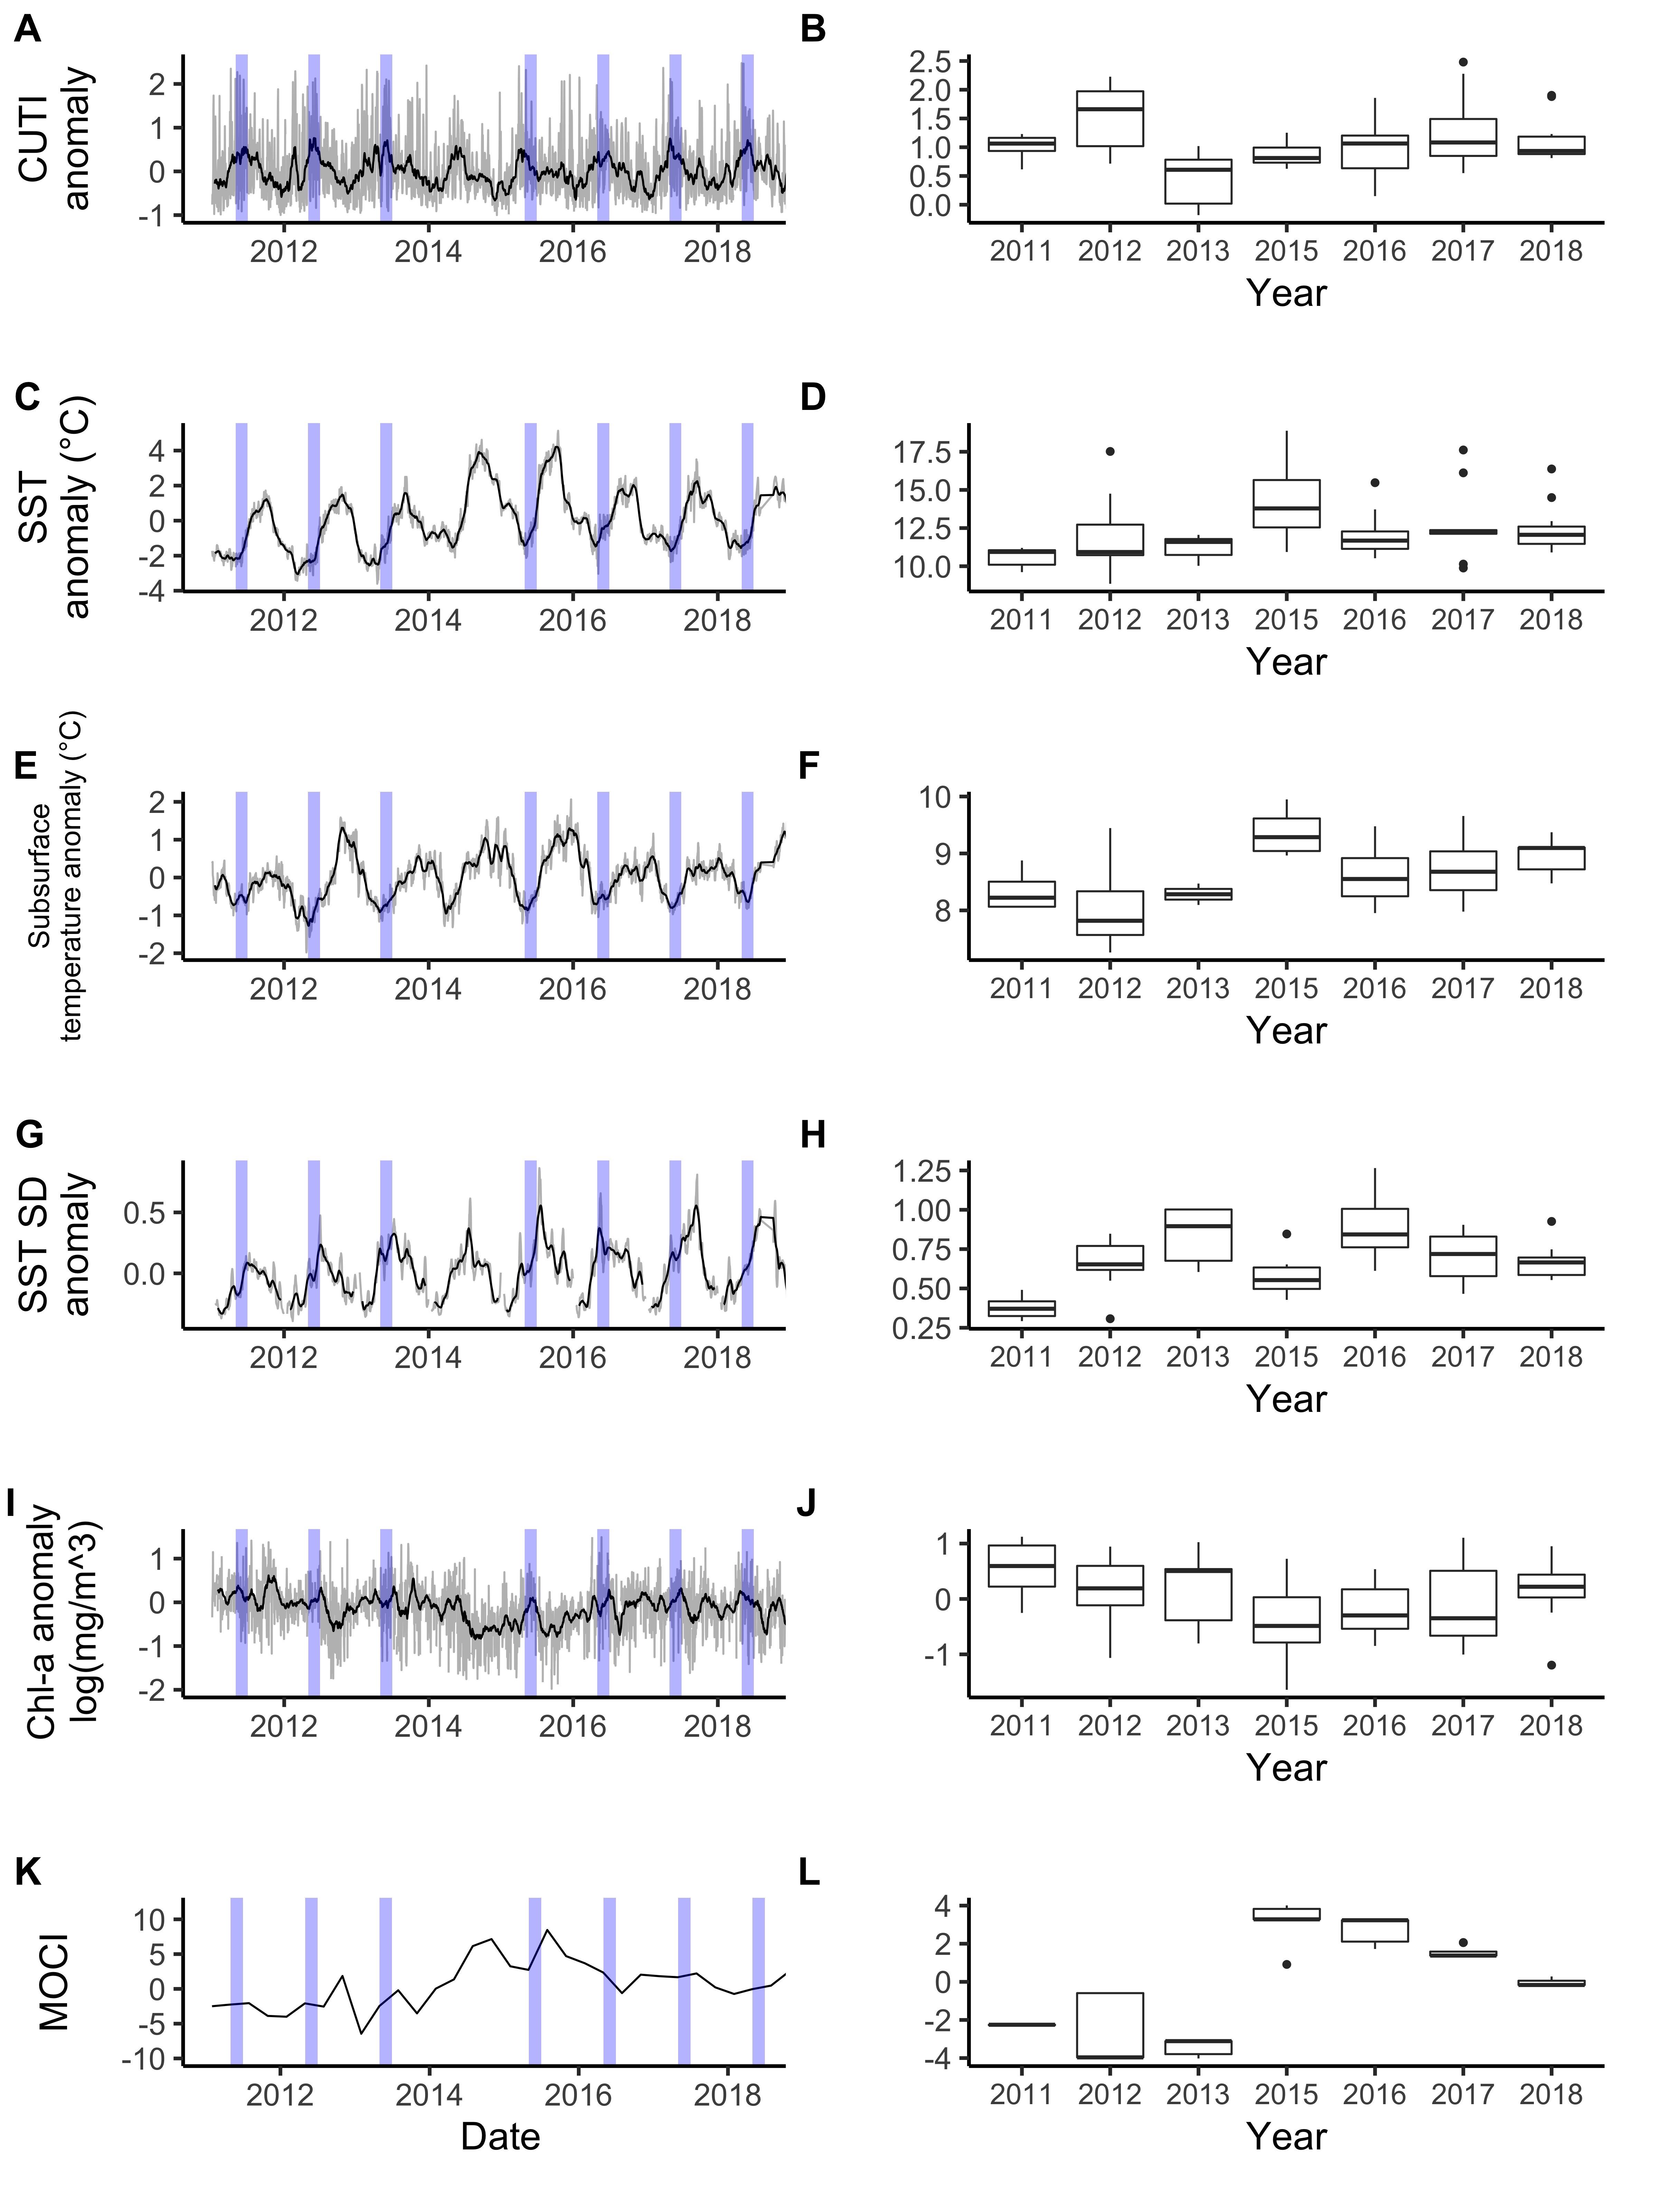 A
CUTI
anomaly
2
1
0
-1
2012 2014 2016 2018
B
2.5
2.0
1.5
1.0
0.5
0.0
2011 2012 2013 2015 2016 2017 2018
Year
C
SST
anomaly (°C)
4
2
0
-2
-4
2012 2014 2016 2018
D
17.5
15.0
12.5
10.0
2011 2012 2013 2015 2016 2017 2018
Year
E
Subsurface
temperature anomaly (°C)
2
1
0
-1
-2
2012 2014 2016 2018
F
10
9
8
2011 2012 2013 2015 2016 2017 2018
Year
G
SST SD
anomaly
0.5
0.0
2012 2014 2016 2018
H
1.25
1.00
0.75
0.50
0.25
2011 2012 2013 2015 2016 2017 2018
Year
I
Chl-a anomaly
log(mg/m^3)
1
0
-1
-2
2012 2014 2016 2018
J
1
0
-1
2011 2012 2013 2015 2016 2017 2018
Year
K
MOCI
10
5
0
-5
-10
2012 2014 2016 2018
Date
L
4
2
0
-2
-4
2011 2012 2013 2015 2016 2017 2018
Year